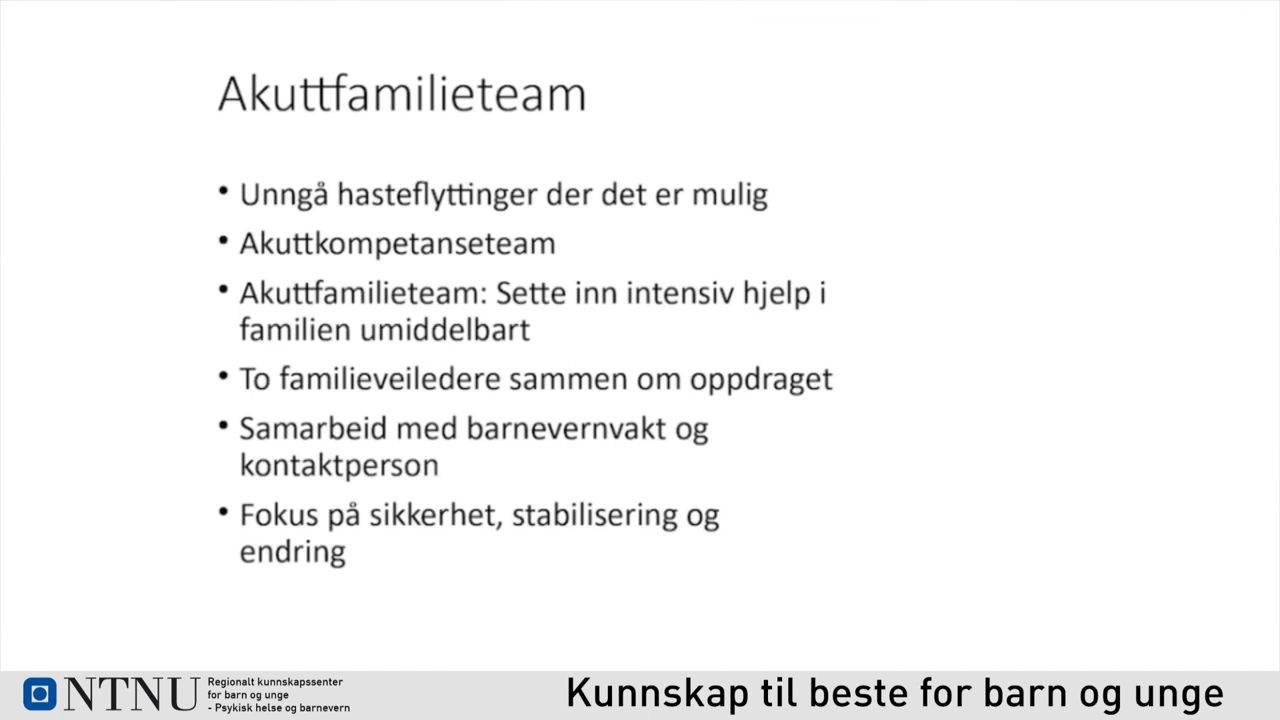 Akuttfamilieteam
• Unngå hasteflyttinger der det er mulig
• Akuttkompetanseteam
• Akuttfamilieteam: Sette inn intensiv hjelp i
familien umiddelbart
• To familieveiledere sammen om oppdraget
• Samarbeid med barnevernvakt og
kontaktperson
• Fokus på sikkerhet, stabilisering og
endring
NTNU
Regionalt kunnskapssenter
for barn og unge
- Psykisk helse og barnevern
Kunnskap til beste for barn og unge